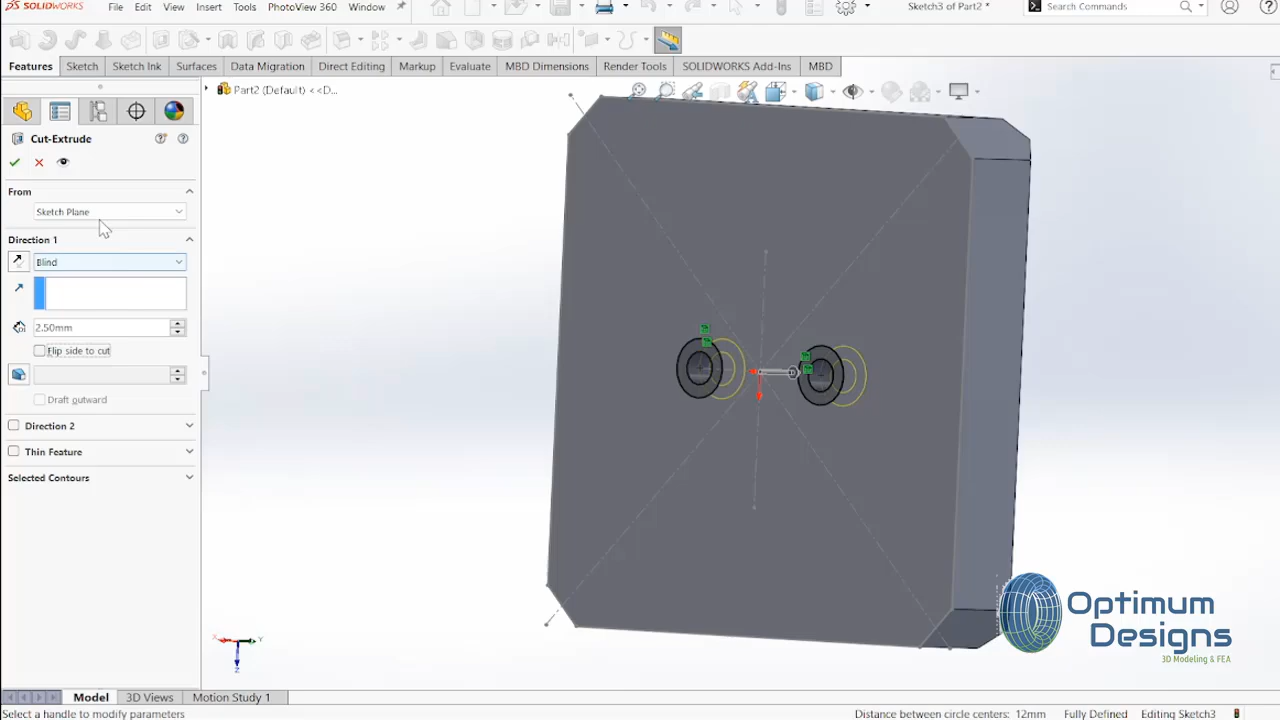 SOLIDWORKS File Edit View Insert Tools PhotoView 360 Window Sketch3 of Part2 * Search Commands
Features Sketch Sketch Ink Surfaces Data Migration Direct Editing Markup Evaluate MBD Dimensions Render Tools SOLIDWORKS Add-Ins MBD
Part2 (Default) <<D...
Cut-Extrude
From
Sketch Plane
Direction 1
Blind
2.50mm
Flip side to cut
Draft outward
Direction 2
Thin Feature
Selected Contours
Optimum
Designs
3D Modeling & FEA
X Y
Z
Model 3D Views Motion Study 1
Select a handle to modify parameters Distance between circle centers: 12mm Fully Defined Editing Sketch3